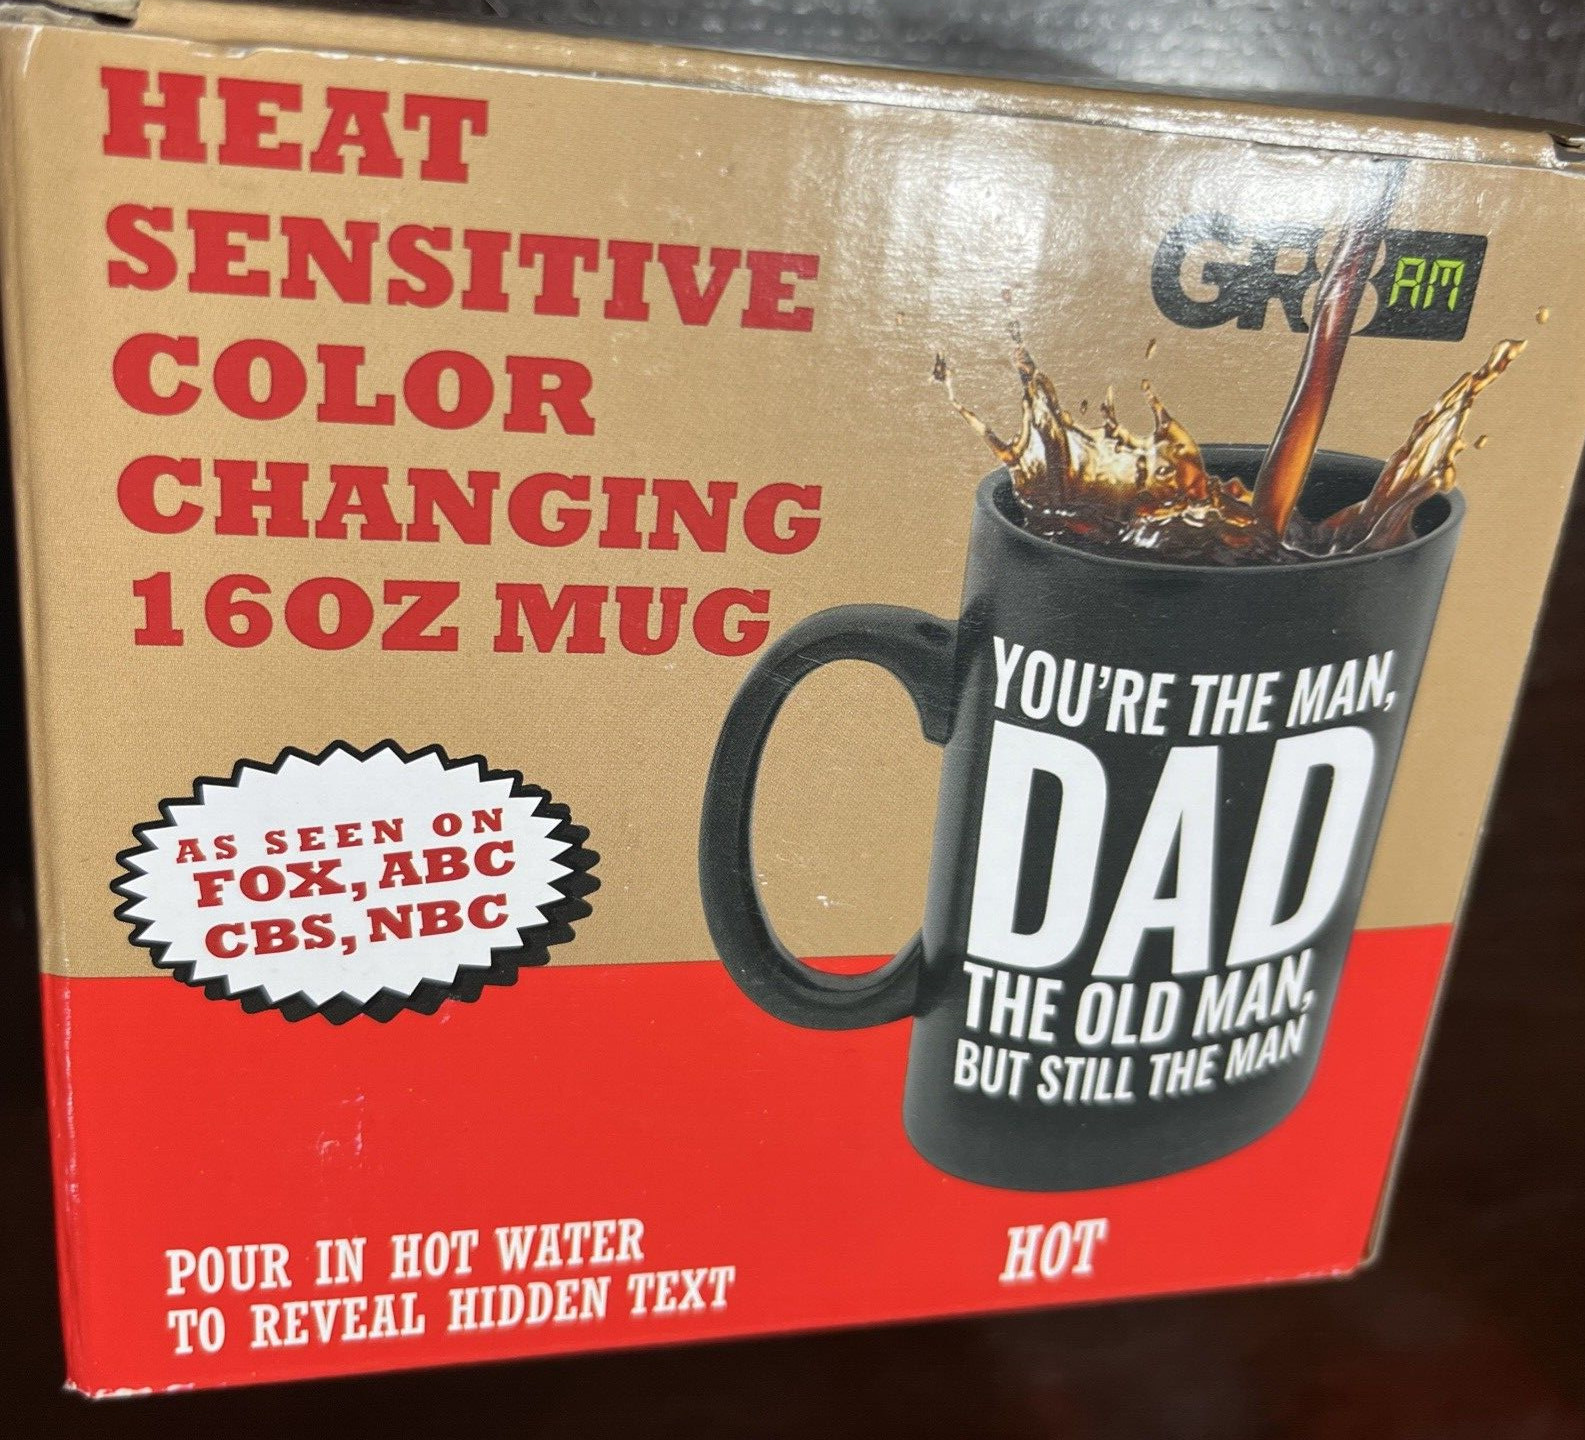 HEAT
SENSITIVE
COLOR
CHANGING
16OZ MUG
GR8 AM
YOU'RE THE MAN,
DAD
THE OLD MAN,
BUT STILL THE MAN
AS SEEN ON
FOX, ABC
CBS, NBC
POUR IN HOT WATER
TO REVEAL HIDDEN TEXT
HOT